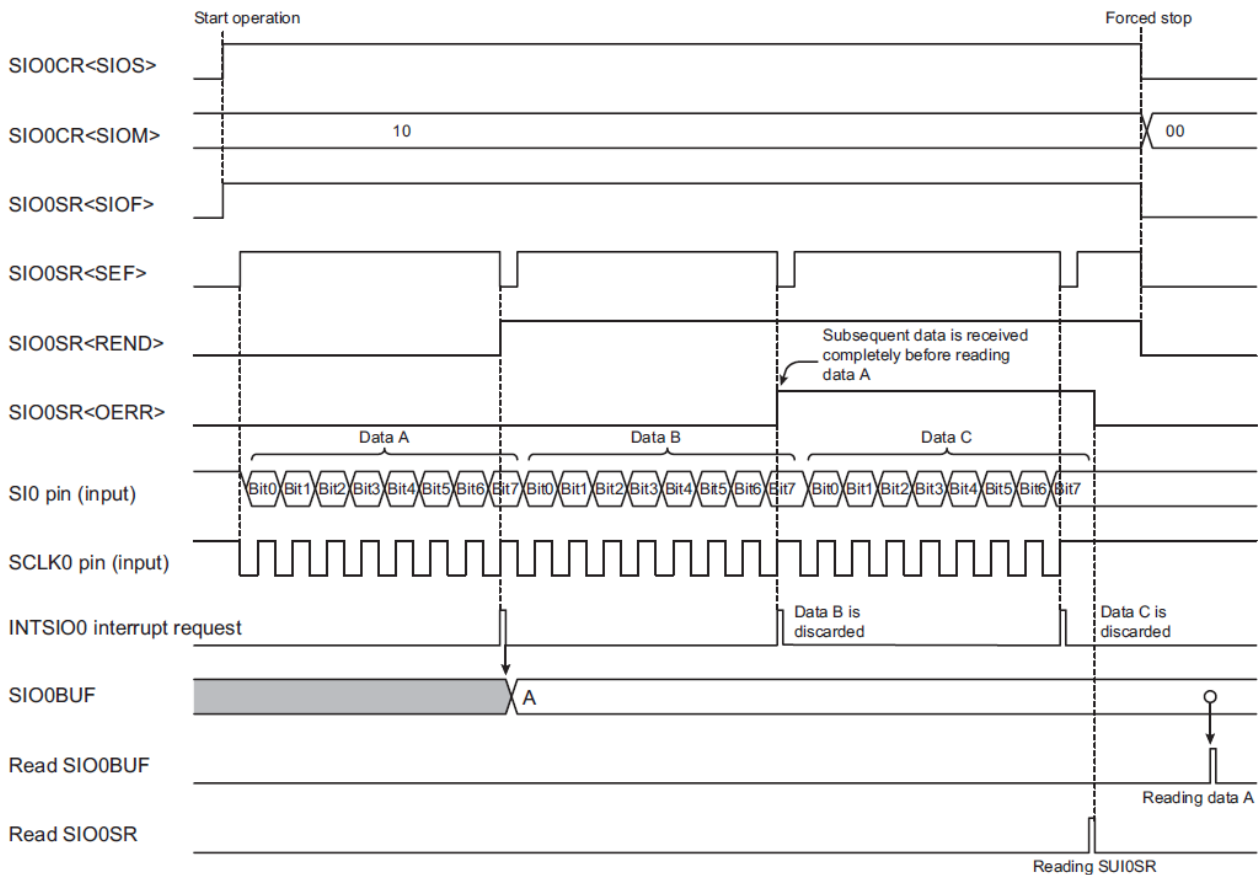 Start operation
Forced stop
SIO0CR<SIOS>
SIO0CR<SIOM>
10
00
SIO0SR<SIOF>
SIO0SR<SEF>
SIO0SR<REND>
Subsequent data is received
completely before reading
data A
SIO0SR<OERR>
Data A
Data B
Data C
SI0 pin (input)
Bit0 Bit1 Bit2 Bit3 Bit4 Bit5 Bit6 Bit7 Bit0 Bit1 Bit2 Bit3 Bit4 Bit5 Bit6 Bit7 Bit0 Bit1 Bit2 Bit3 Bit4 Bit5 Bit6 Bit7
SCLK0 pin (input)
INTSIO0 interrupt request
Data B is
discarded
Data C is
discarded
SIO0BUF
A
Read SIO0BUF
Reading data A
Read SIO0SR
Reading SUI0SR